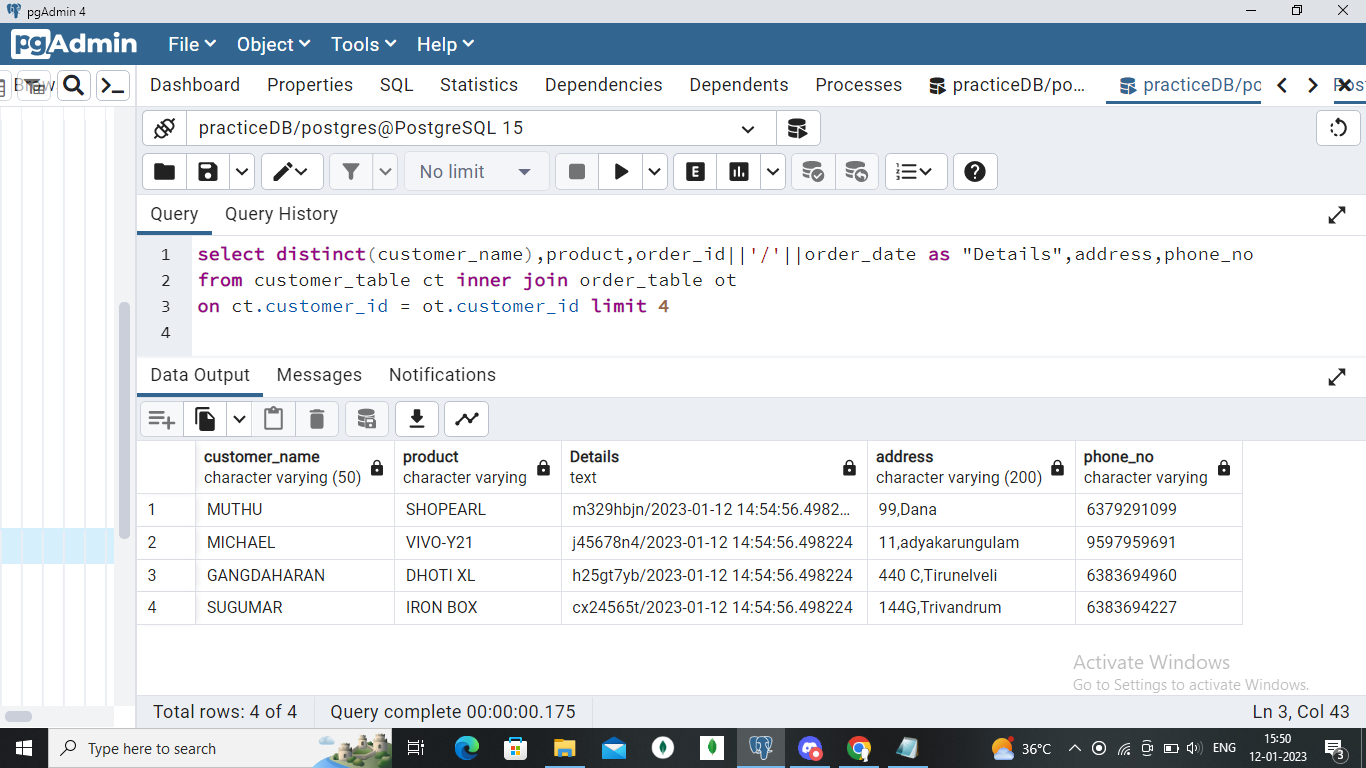 pgAdmin 4
pgAdmin File Object Tools Help
Dashboard Properties SQL Statistics Dependencies Dependents Processes practiceDB/po... practiceDB/po
practiceDB/postgres@PostgreSQL 15
No limit
E
Query Query History
1 select distinct(customer_name),product,order_id||'/'||order_date as "Details",address,phone_no
2 from customer_table ct inner join order_table ot
3 on ct.customer_id = ot.customer_id limit 4
4
Data Output Messages Notifications
customer_name product Details address phone_no
character varying (50) character varying text character varying (200) character varying
1 MUTHU SHOPEARL m329hbjn/2023-01-12 14:54:56.4982... 99,Dana 6379291099
2 MICHAEL VIVO-Y21 j45678n4/2023-01-12 14:54:56.498224 11,adyakarungulam 9597959691
3 GANGDAHARAN DHOTI XL h25gt7yb/2023-01-12 14:54:56.498224 440 C,Tirunelveli 6383694960
4 SUGUMAR IRON BOX cx24565t/2023-01-12 14:54:56.498224 144G,Trivandrum 6383694227
Activate Windows
Go to Settings to activate Windows.
Total rows: 4 of 4 Query complete 00:00:00.175 Ln 3, Col 43
Type here to search 36°C ENG 15:50
12-01-2023 3